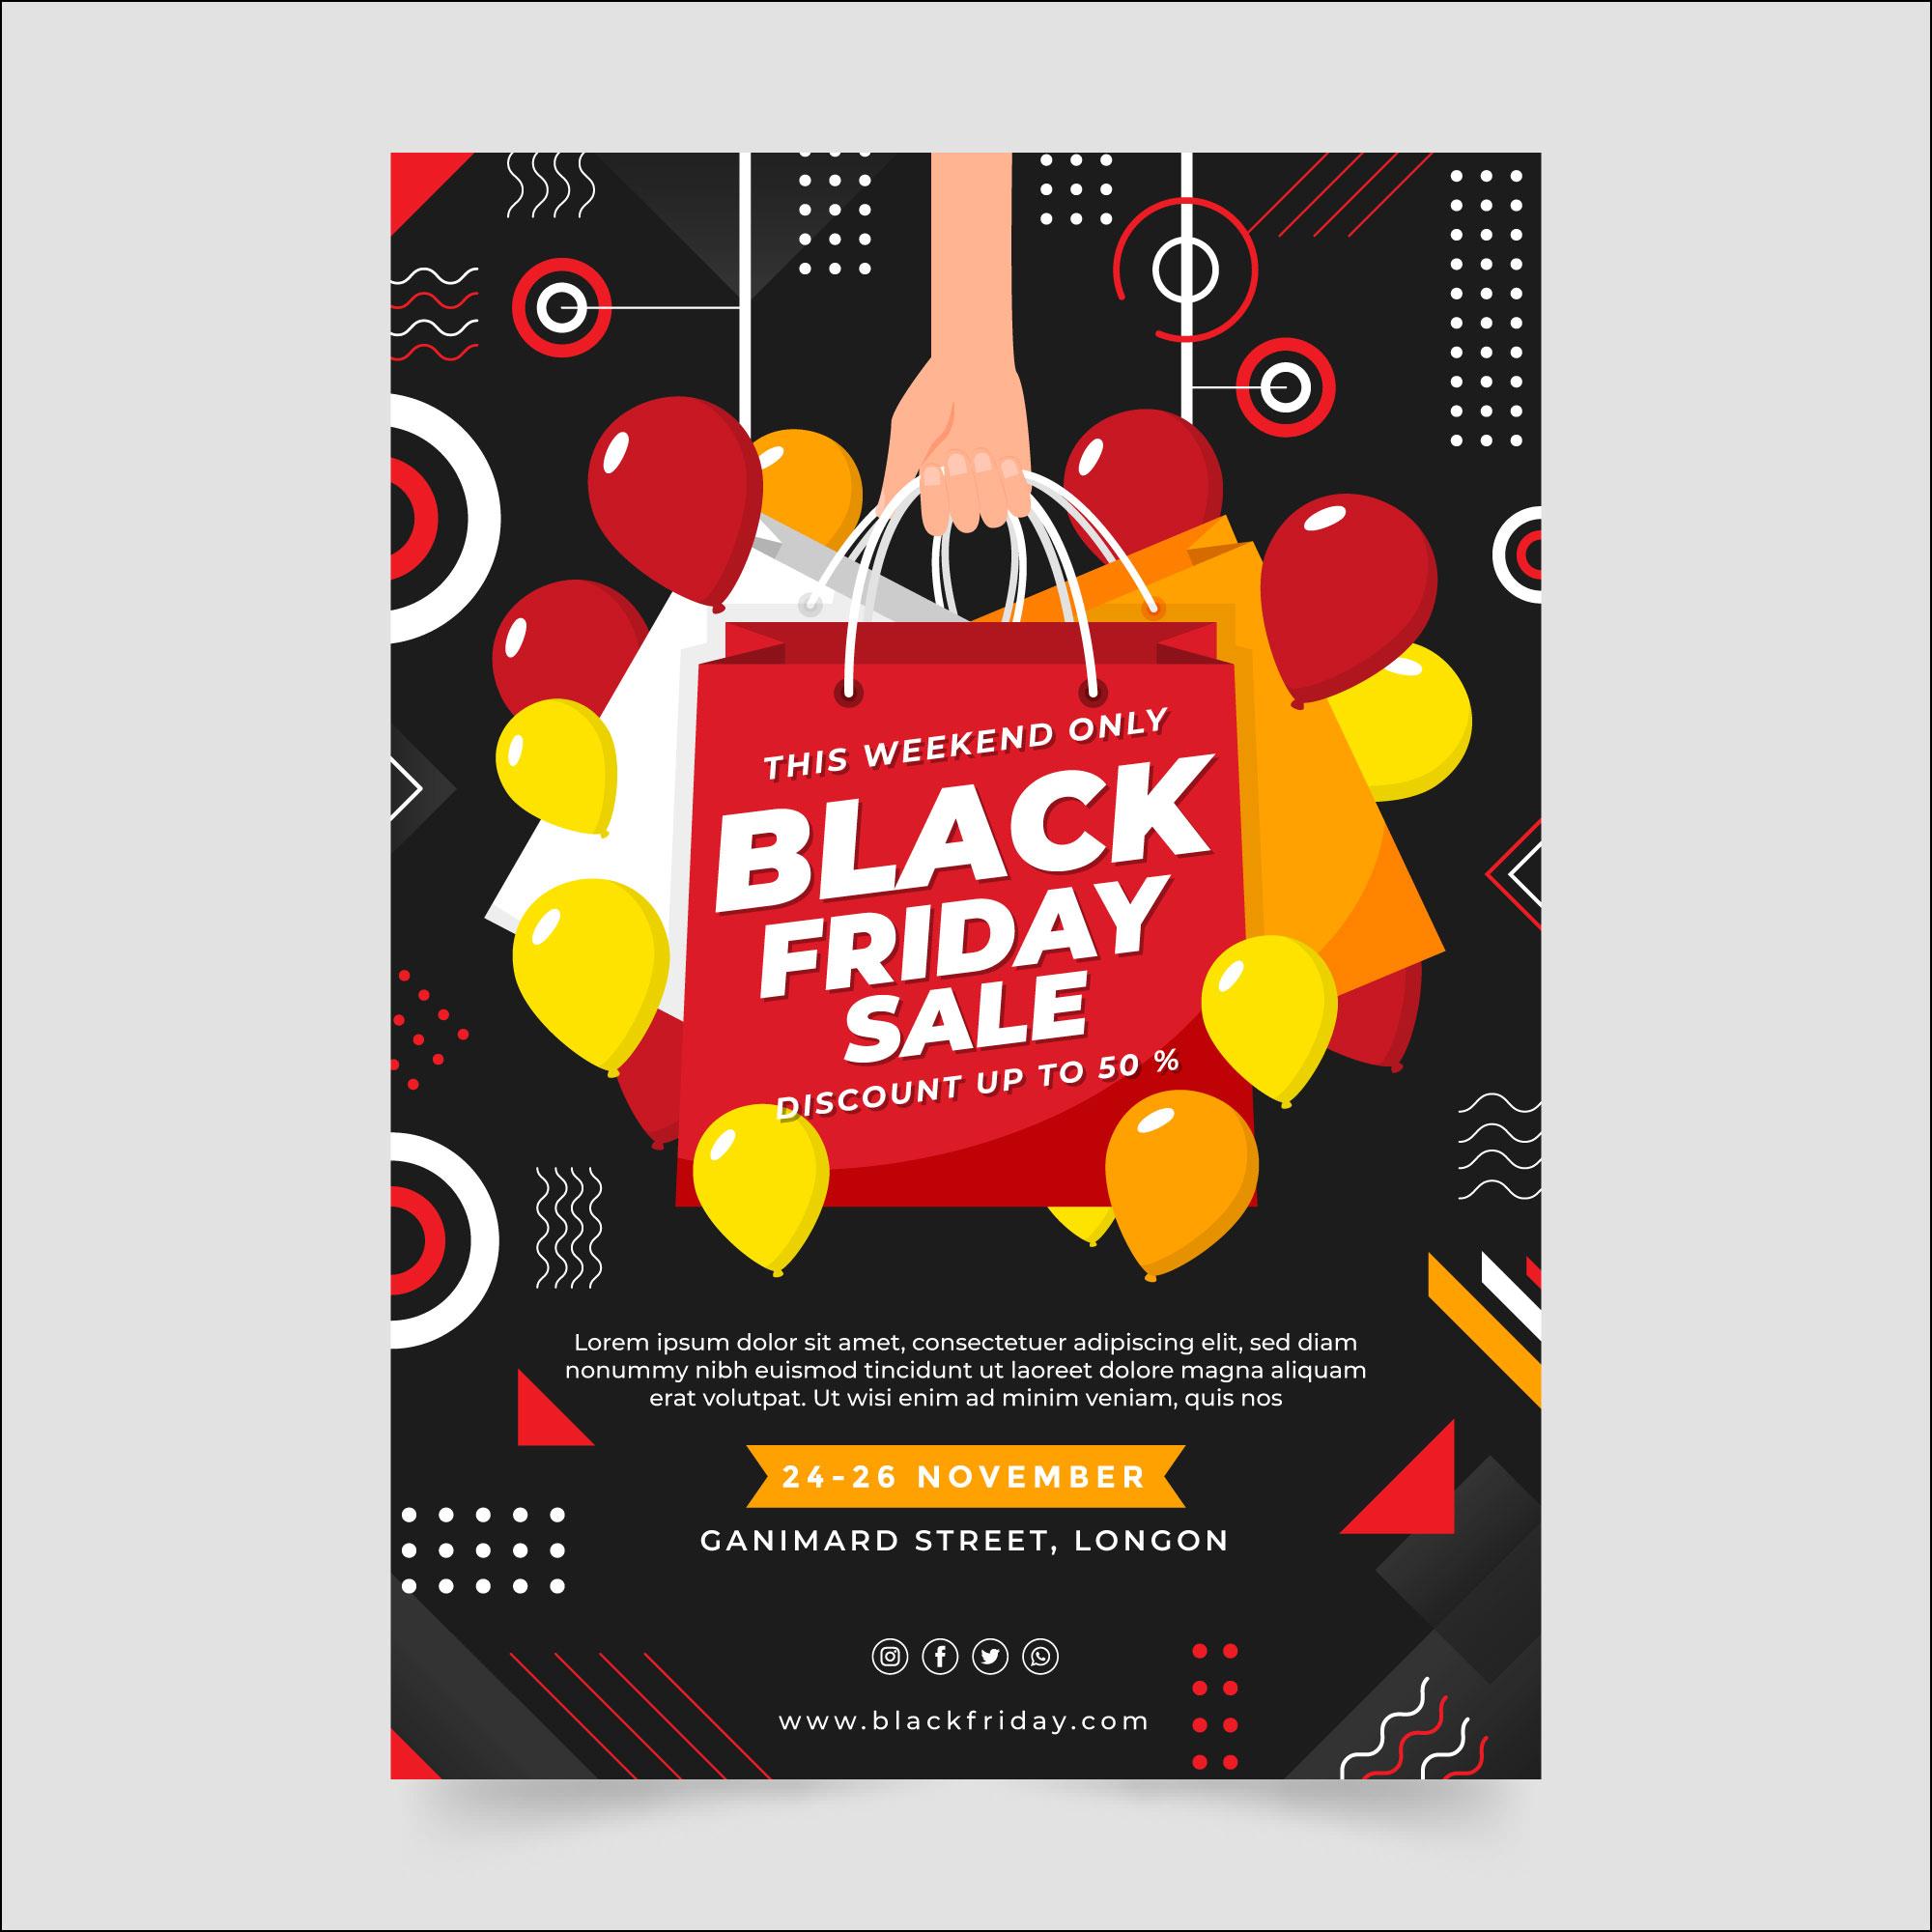 THIS WEEKEND ONLY
BLACK
FRIDAY
SALE
DISCOUNT UP TO 50 %
Lorem ipsum dolor sit amet, consectetuer adipiscing elit, sed diam
nonummy nibh euismod tincidunt ut laoreet dolore magna aliquam
erat volutpat. Ut wisi enim ad minim veniam, quis nos
24-26 NOVEMBER
GANIMARD STREET, LONGON
www.blackfriday.com